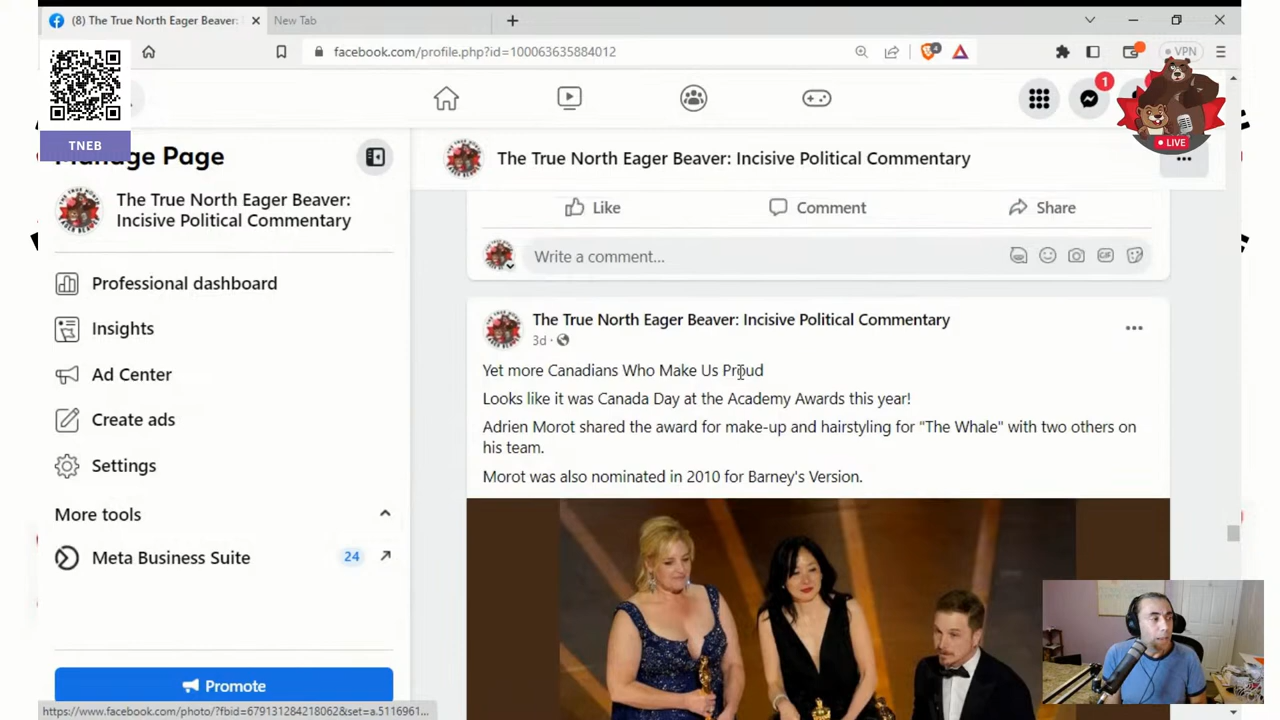 (8) The True North Eager Beaver:
New Tab
facebook.com/profile.php?id=100063635884012
4
VPN
TNEB
1
LIVE
Manage Page
The True North Eager Beaver: Incisive Political Commentary
The True North Eager Beaver:
Incisive Political Commentary
Professional dashboard
Insights
Ad Center
Create ads
Settings
More tools
Meta Business Suite
24
Promote
https://www.facebook.com/photo/?fbid=679131284218062&set=a.5116961...
Like
Comment
Share
Write a comment...
GIF
The True North Eager Beaver: Incisive Political Commentary
3d ·
Yet more Canadians Who Make Us Proud
Looks like it was Canada Day at the Academy Awards this year!
Adrien Morot shared the award for make-up and hairstyling for "The Whale" with two others on
his team.
Morot was also nominated in 2010 for Barney's Version.